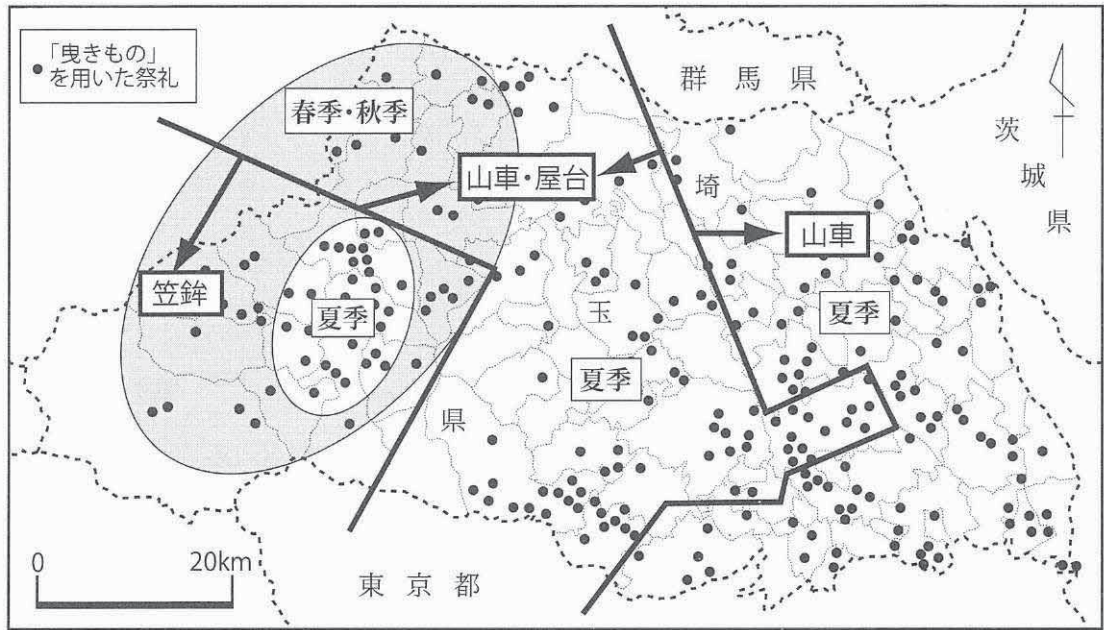 「曳きもの」
を用いた祭礼
群馬県
茨城県
春季・秋季
山車・屋台
埼
山車
笠鉾
夏季
玉
夏季
夏季
県
0 20km
東京都